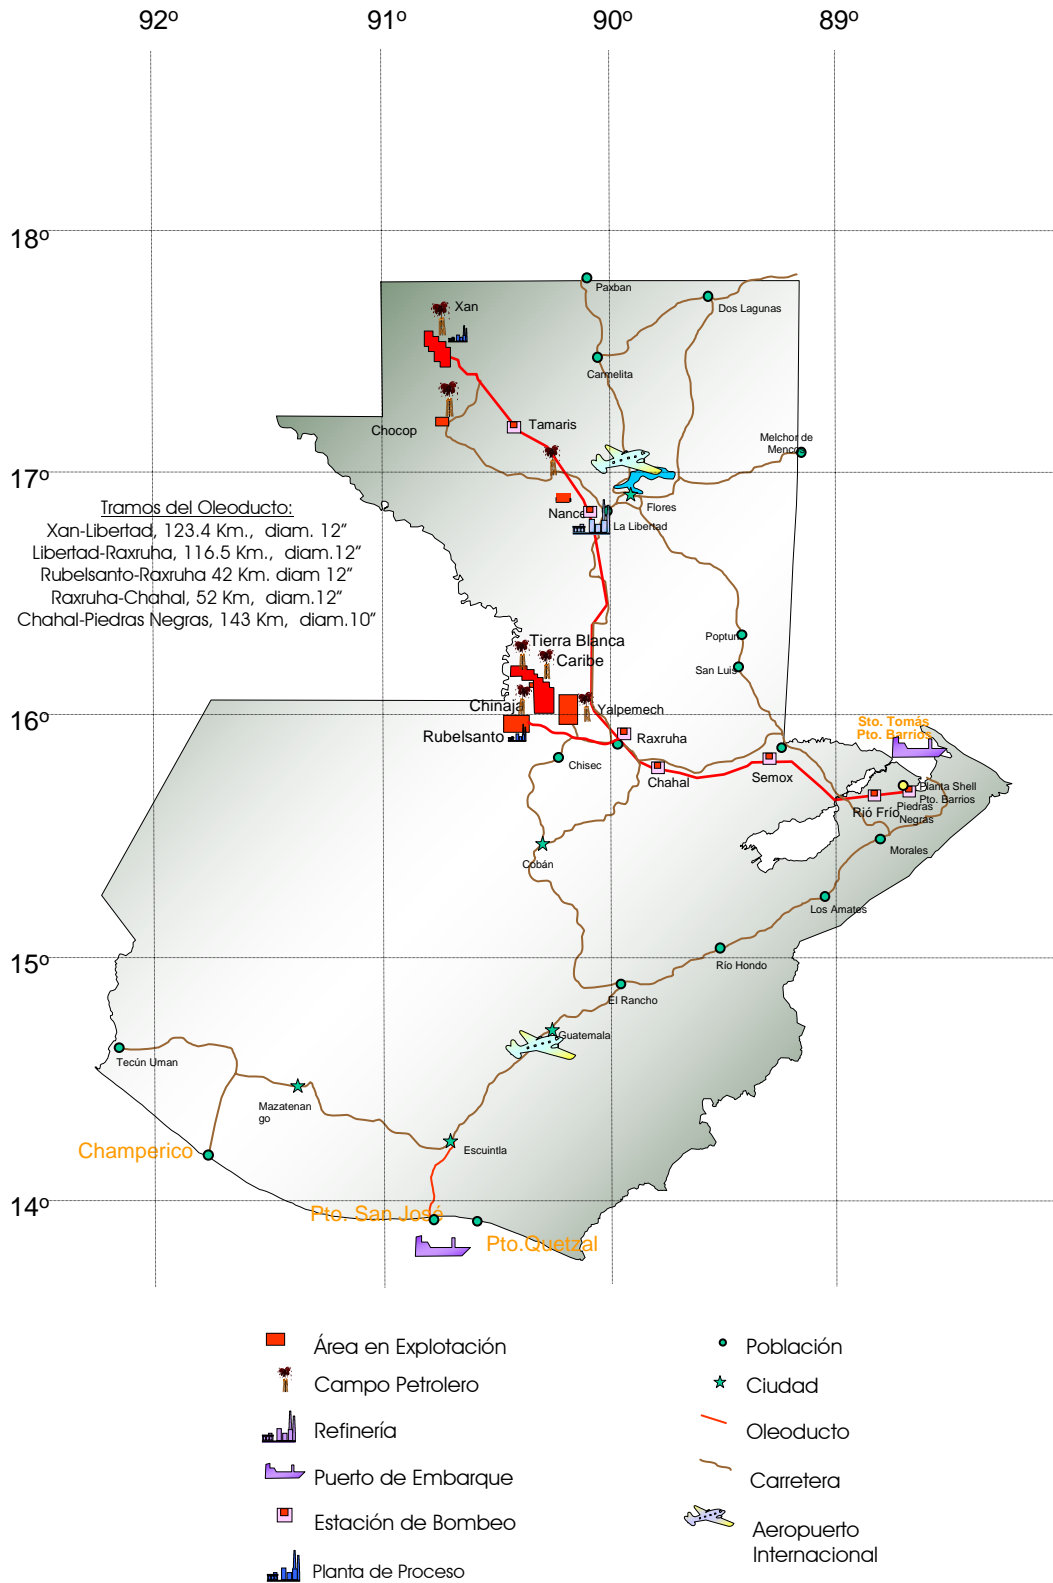 92º
91º
90º
89º
18º
Paxban
Xan
Dos Lagunas
Carmelita
Chocop
Tamaris
Melchor de
Mencos
17º
Flores
Nance
La Libertad
Tramos del Oleoducto:
Xan-Libertad, 123.4 Km., diam. 12”
Libertad-Raxruha, 116.5 Km., diam.12”
Rubelsanto-Raxruha 42 Km. diam 12”
Raxruha-Chahal, 52 Km, diam.12”
Chahal-Piedras Negras, 143 Km, diam.10”
Tierra Blanca
Caribe
Poptun
San Luis
Chinaja
Yalpemech
16º
Rubelsanto
Raxruha
Sto. Tomás
Pto. Barrios
Chisec
Chahal
Semox
Planta Shell
Pto. Barrios
Rió Frío
Piedras
Negras
Morales
Cobán
Los Amates
15º
Río Hondo
El Rancho
Guatemala
Tecún Uman
Mazatenan
go
Champerico
Escuintla
14º
Pto. San José
Pto.Quetzal
Área en Explotación
Campo Petrolero
Refinería
Puerto de Embarque
Estación de Bombeo
Planta de Proceso
Población
Ciudad
Oleoducto
Carretera
Aeropuerto
Internacional